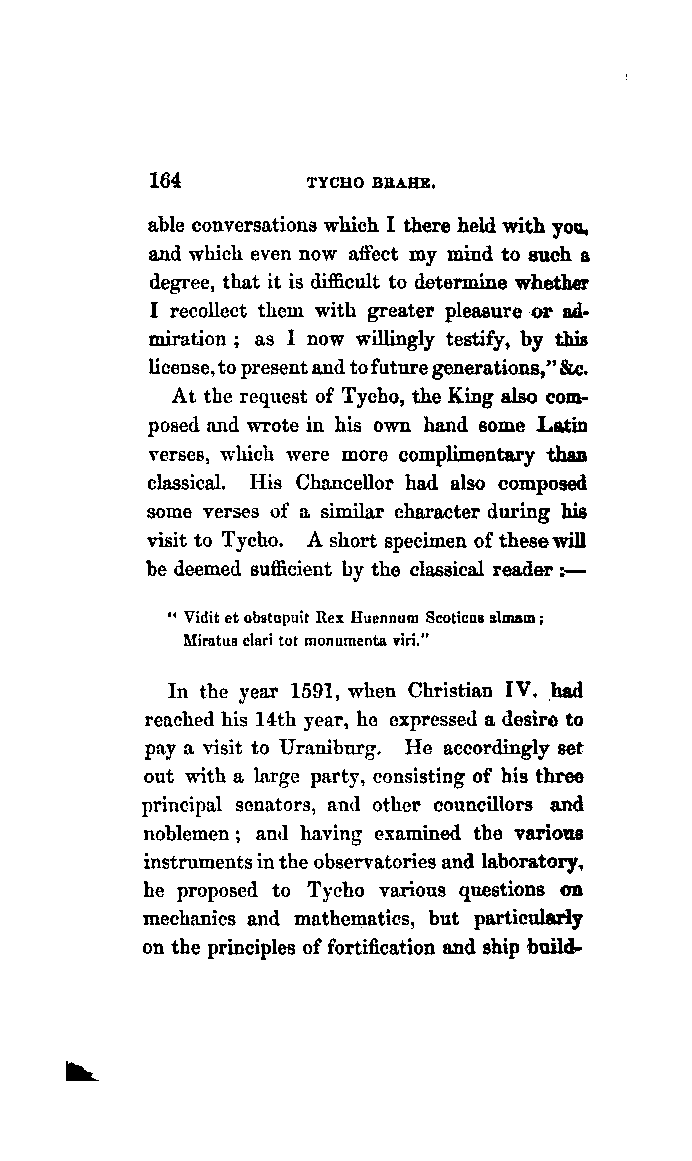 164 TYCHO BRAHE.
able conversations which I there held with you,
and which even now affect my mind to such a
degree, that it is difficult to determine whether
I recollect them with greater pleasure or ad-
miration ; as I now willingly testify, by this
license, to present and to future generations," &c.
At the request of Tycho, the King also com-
posed and wrote in his own hand some Latin
verses, which were more complimentary than
classical. His Chancellor had also composed
some verses of a similar character during his
visit to Tycho. A short specimen of these will
be deemed sufficient by the classical reader :—
" Vidit et obstupuit Rex Huennum Scoticus almam ;
Miratus clari tot monumenta viri."
In the year 1591, when Christian IV. had
reached his 14th year, he expressed a desire to
pay a visit to Uraniburg. He accordingly set
out with a large party, consisting of his three
principal senators, and other councillors and
noblemen ; and having examined the various
instruments in the observatories and laboratory,
he proposed to Tycho various questions on
mechanics and mathematics, but particularly
on the principles of fortification and ship build-